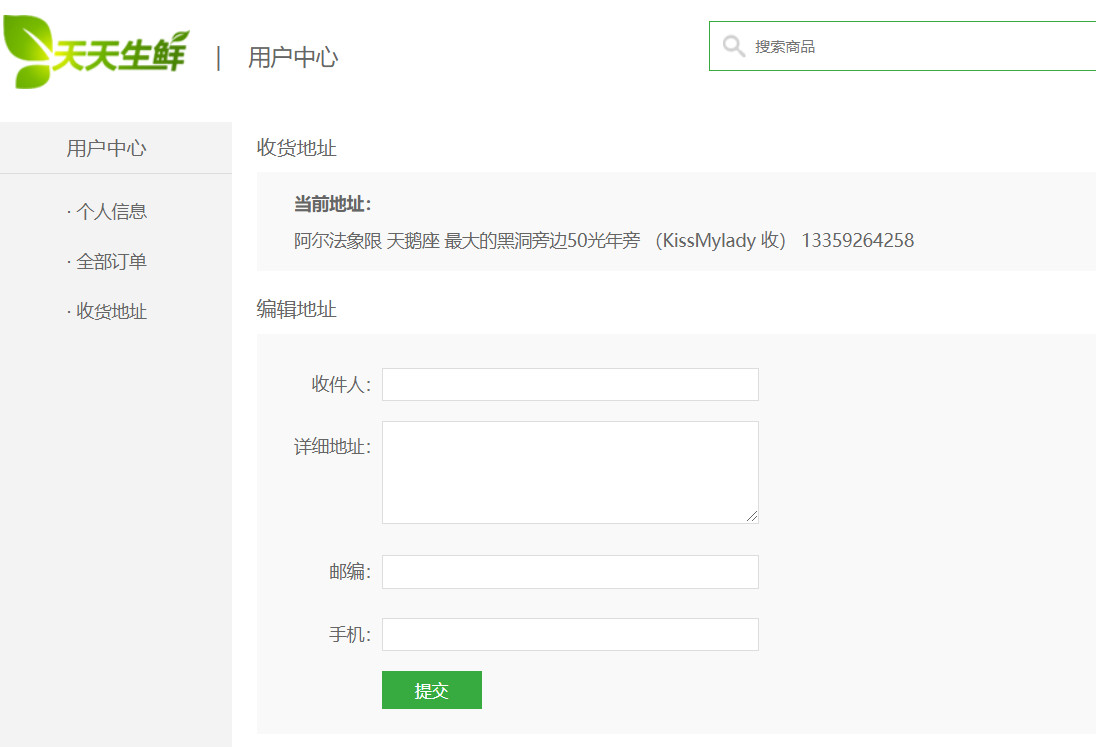 天天生鲜
| 用户中心
搜索商品
用户中心
· 个人信息
· 全部订单
· 收货地址
收货地址
当前地址：
阿尔法象限 天鹅座 最大的黑洞旁边50光年旁 （KissMylady 收） 13359264258
编辑地址
收件人：
详细地址：
邮编：
手机：
提交